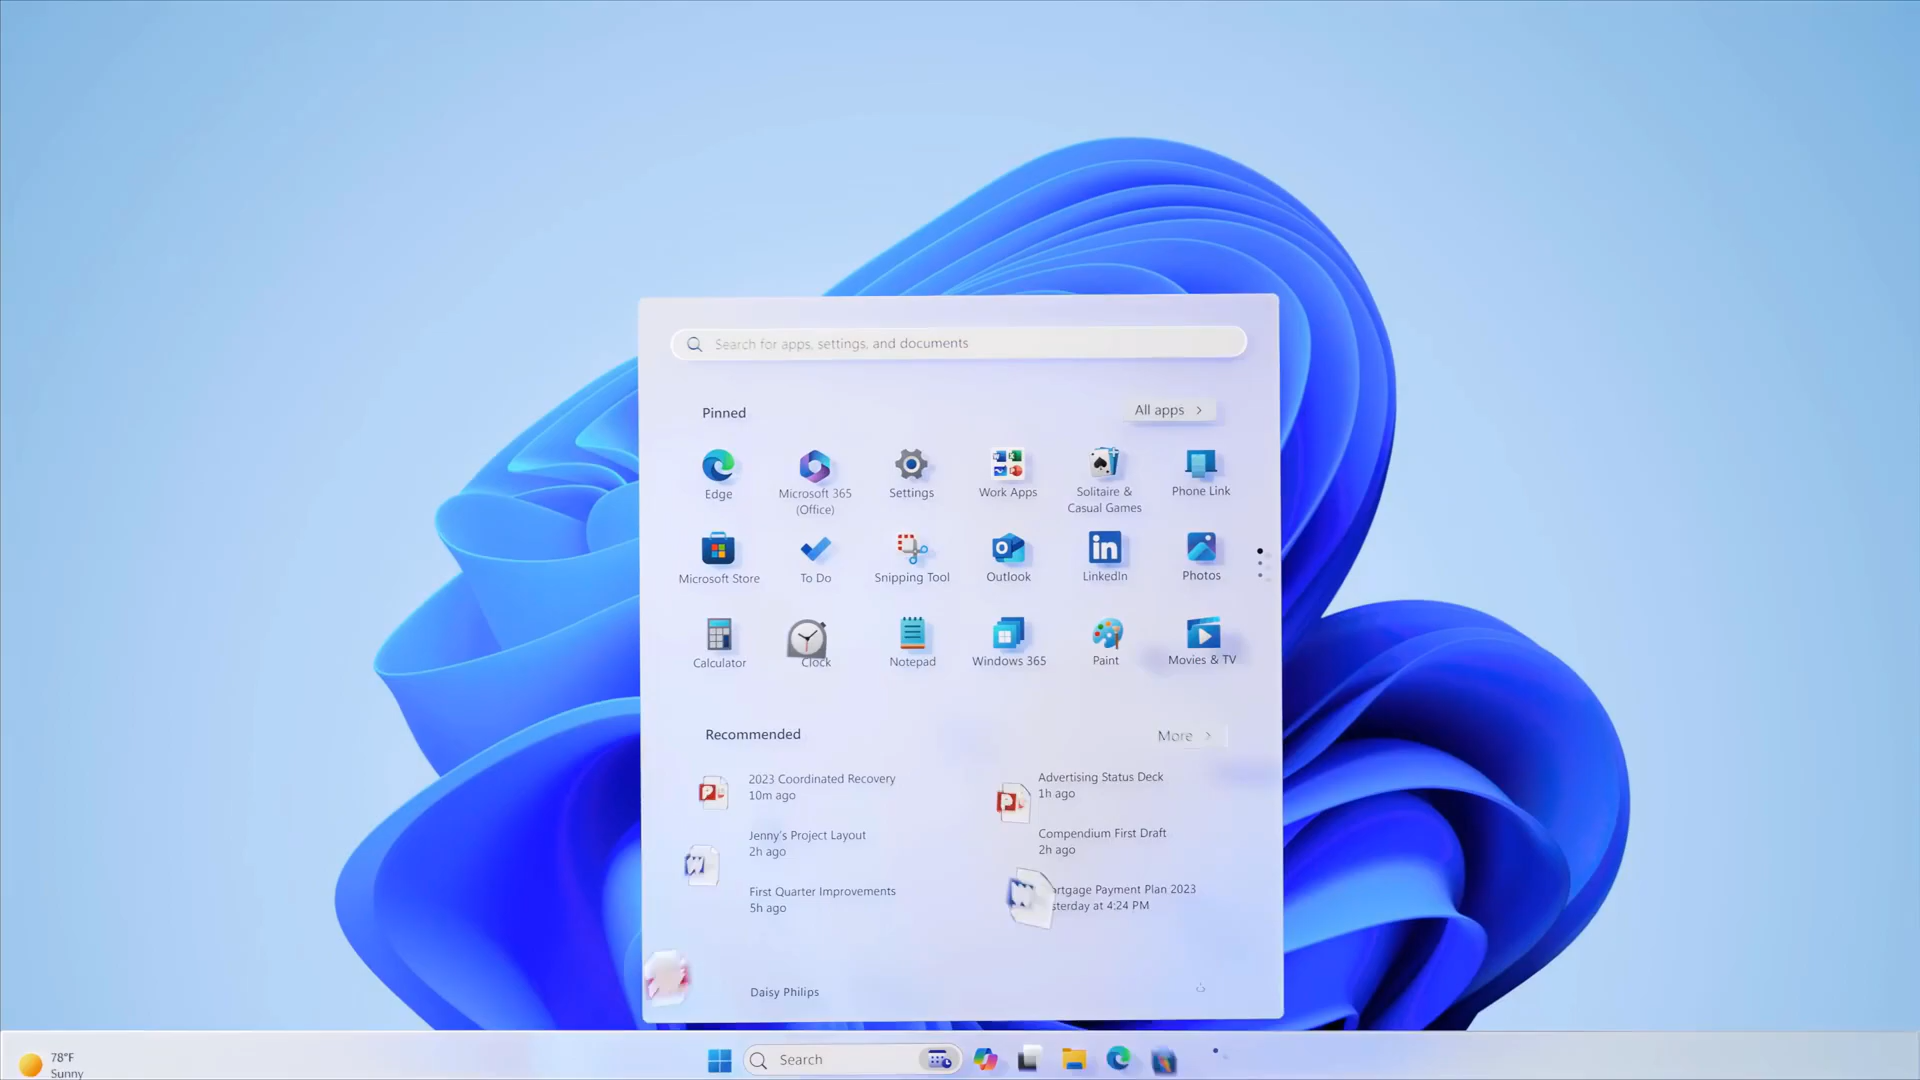 Search for apps, settings, and documents
Pinned
All apps
Edge
Microsoft 365
(Office)
Settings
Work Apps
Solitaire &
Casual Games
Phone Link
Microsoft Store
To Do
Snipping Tool
Outlook
in
LinkedIn
Photos
Calculator
Clock
Notepad
Windows 365
Paint
Movies & TV
Recommended
More
2023 Coordinated Recovery
10m ago
Advertising Status Deck
1h ago
Jenny's Project Layout
2h ago
Compendium First Draft
2h ago
First Quarter Improvements
5h ago
ortgage Payment Plan 2023
sterday at 4:24 PM
Daisy Philips
78°F
Sunny
Search